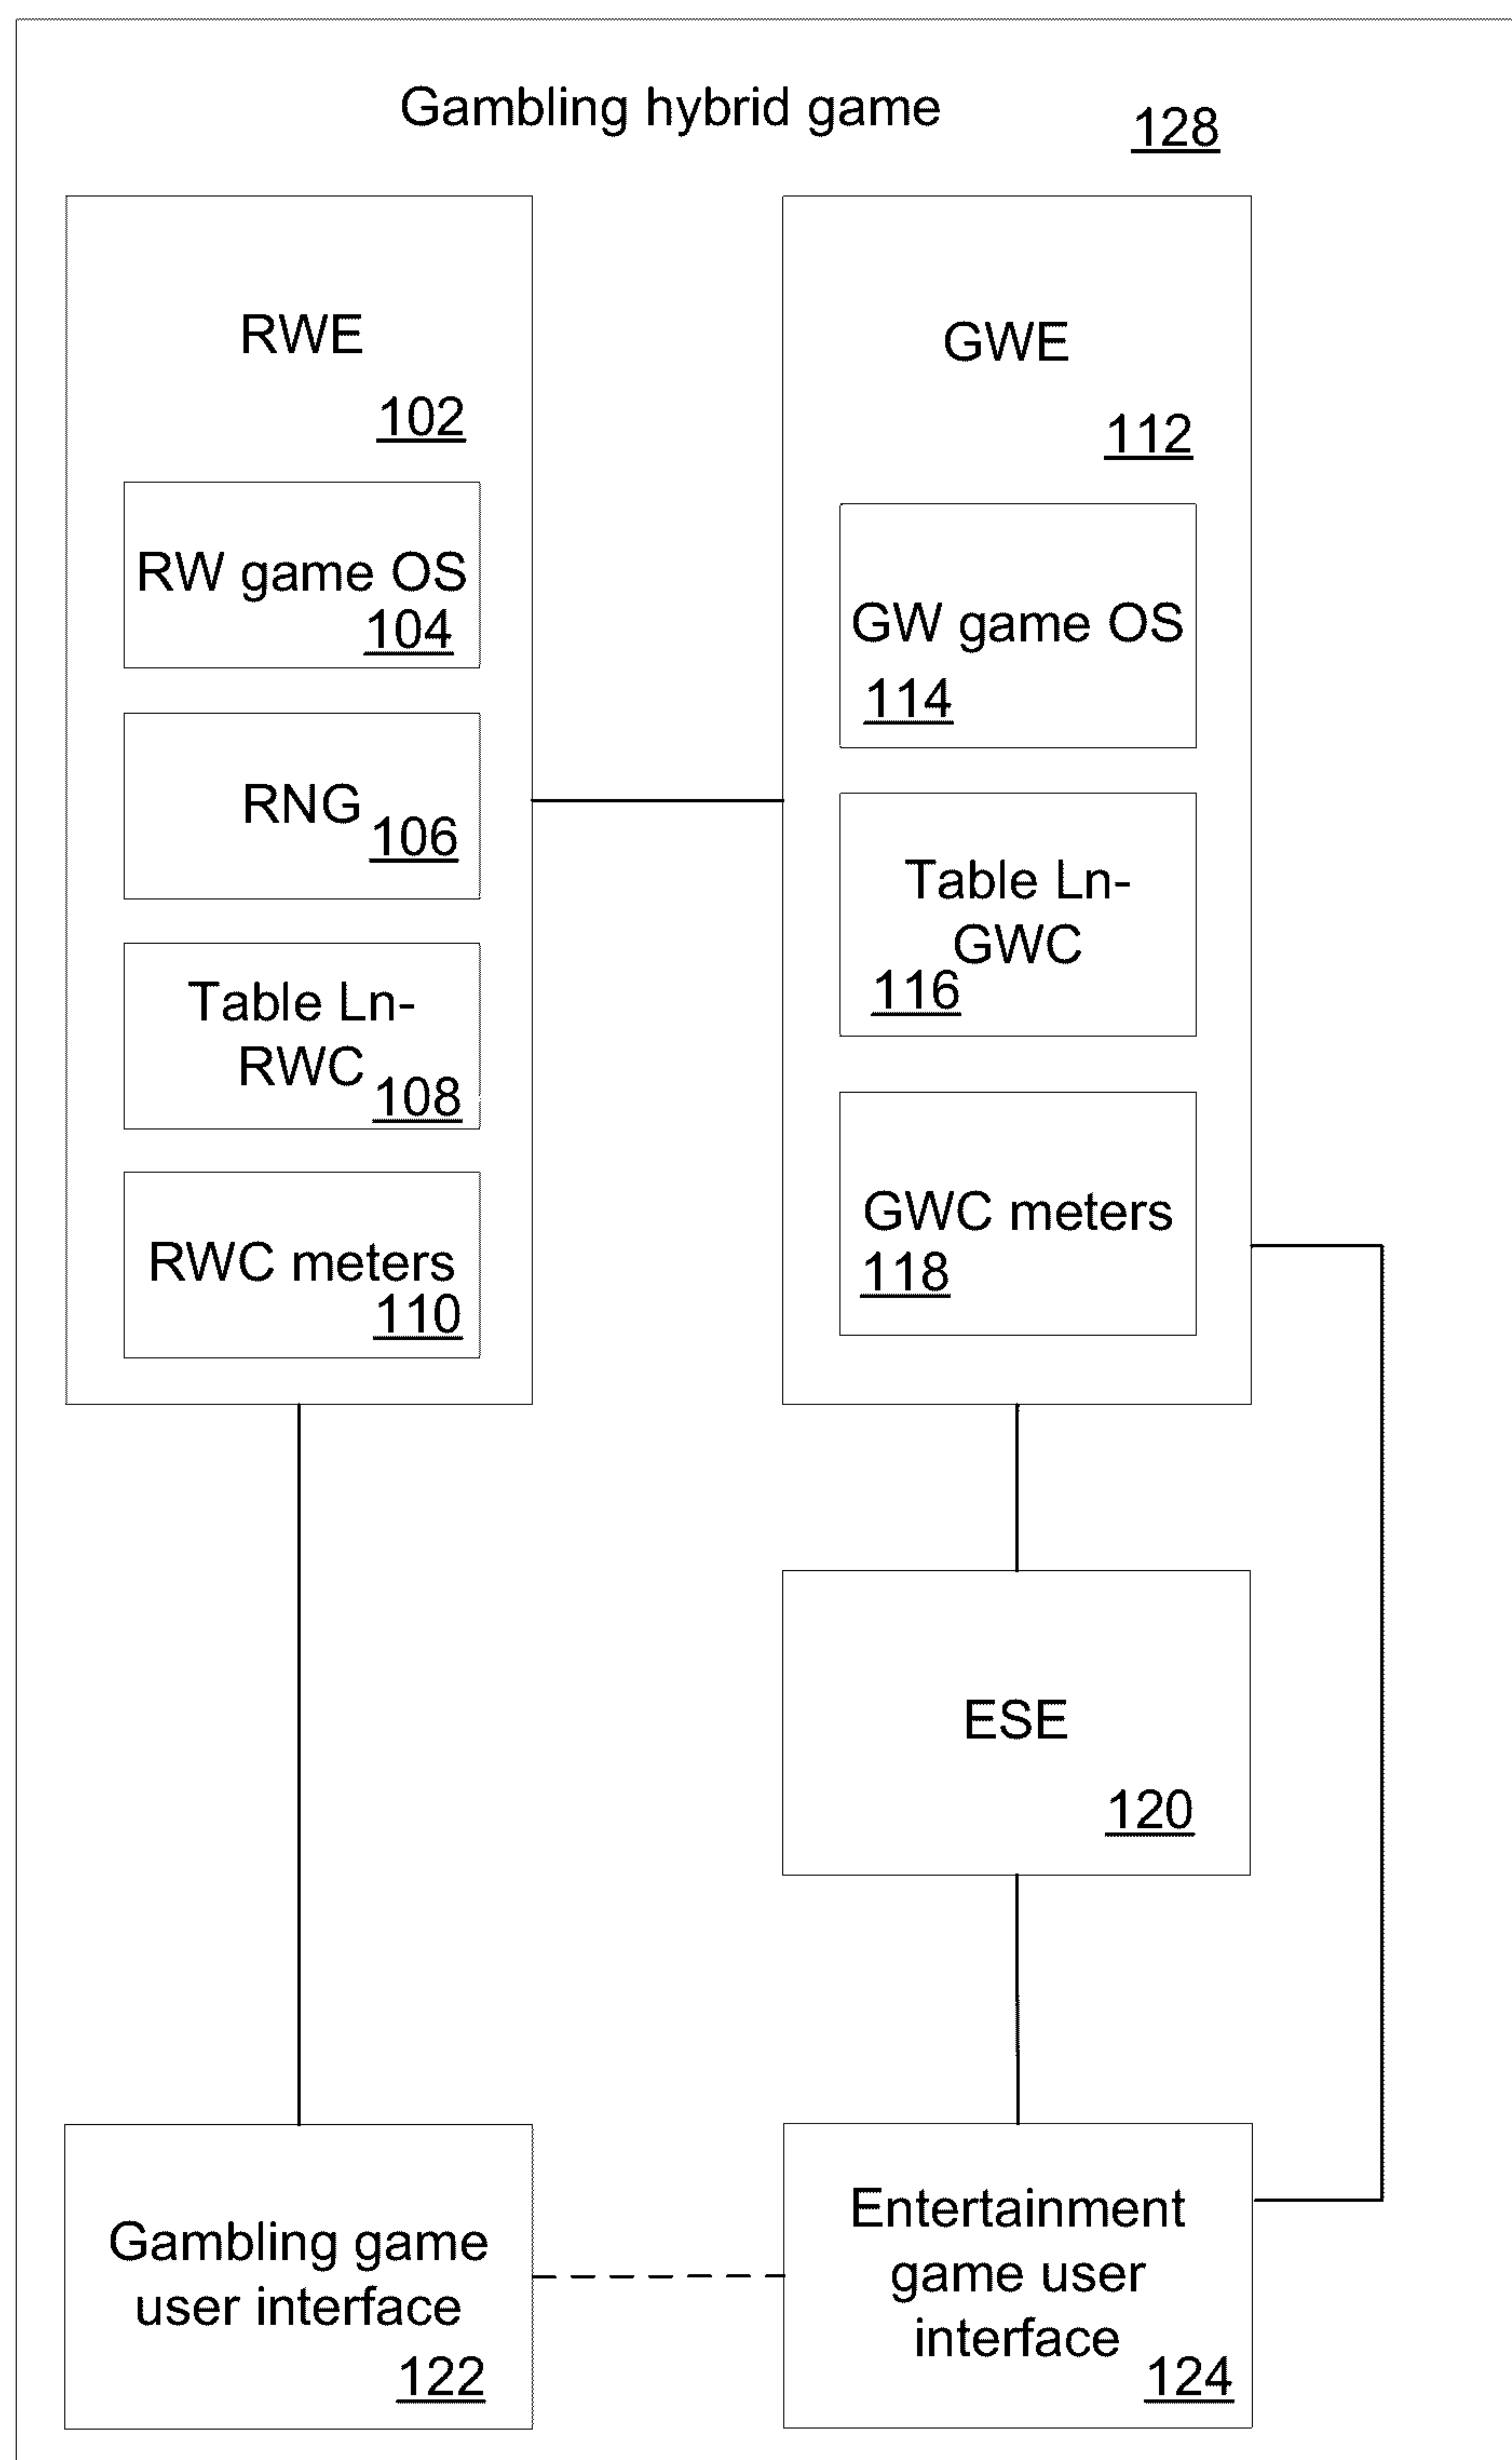 Gambling hybrid game
128
RWE
102
RW game OS
104
RNG
106
Table Ln-
RWC
108
RWC meters
110
GWE
112
GW game OS
114
Table Ln-
GWC
116
GWC meters
118
ESE
120
Gambling game
user interface
122
Entertainment
game user
interface
124